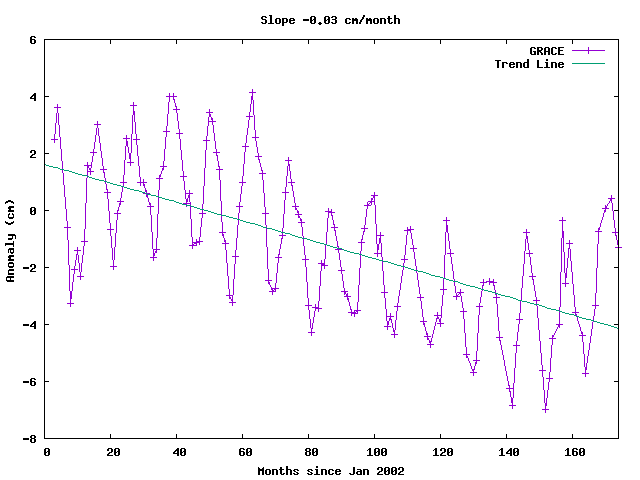 Slope -0.03 cm/month
GRACE
Trend Line
6
4
2
0
-2
-4
-6
-8
Anomaly (cm)
0 20 40 60 80 100 120 140 160
Months since Jan 2002